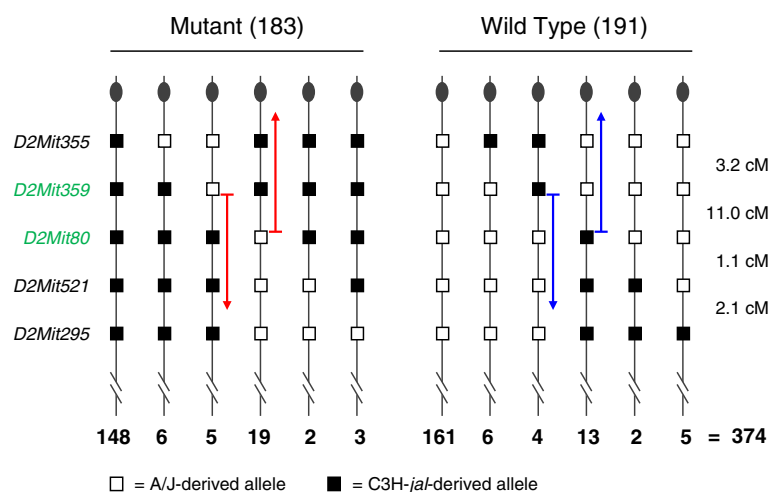 Mutant (183) Wild Type (191)
D2Mit355
3.2 cM
D2Mit359
11.0 cM
D2Mit80
1.1 cM
D2Mit521
2.1 cM
D2Mit295
148 6 5 19 2 3 161 6 4 13 2 5 = 374
= A/J-derived allele = C3H-jal-derived allele